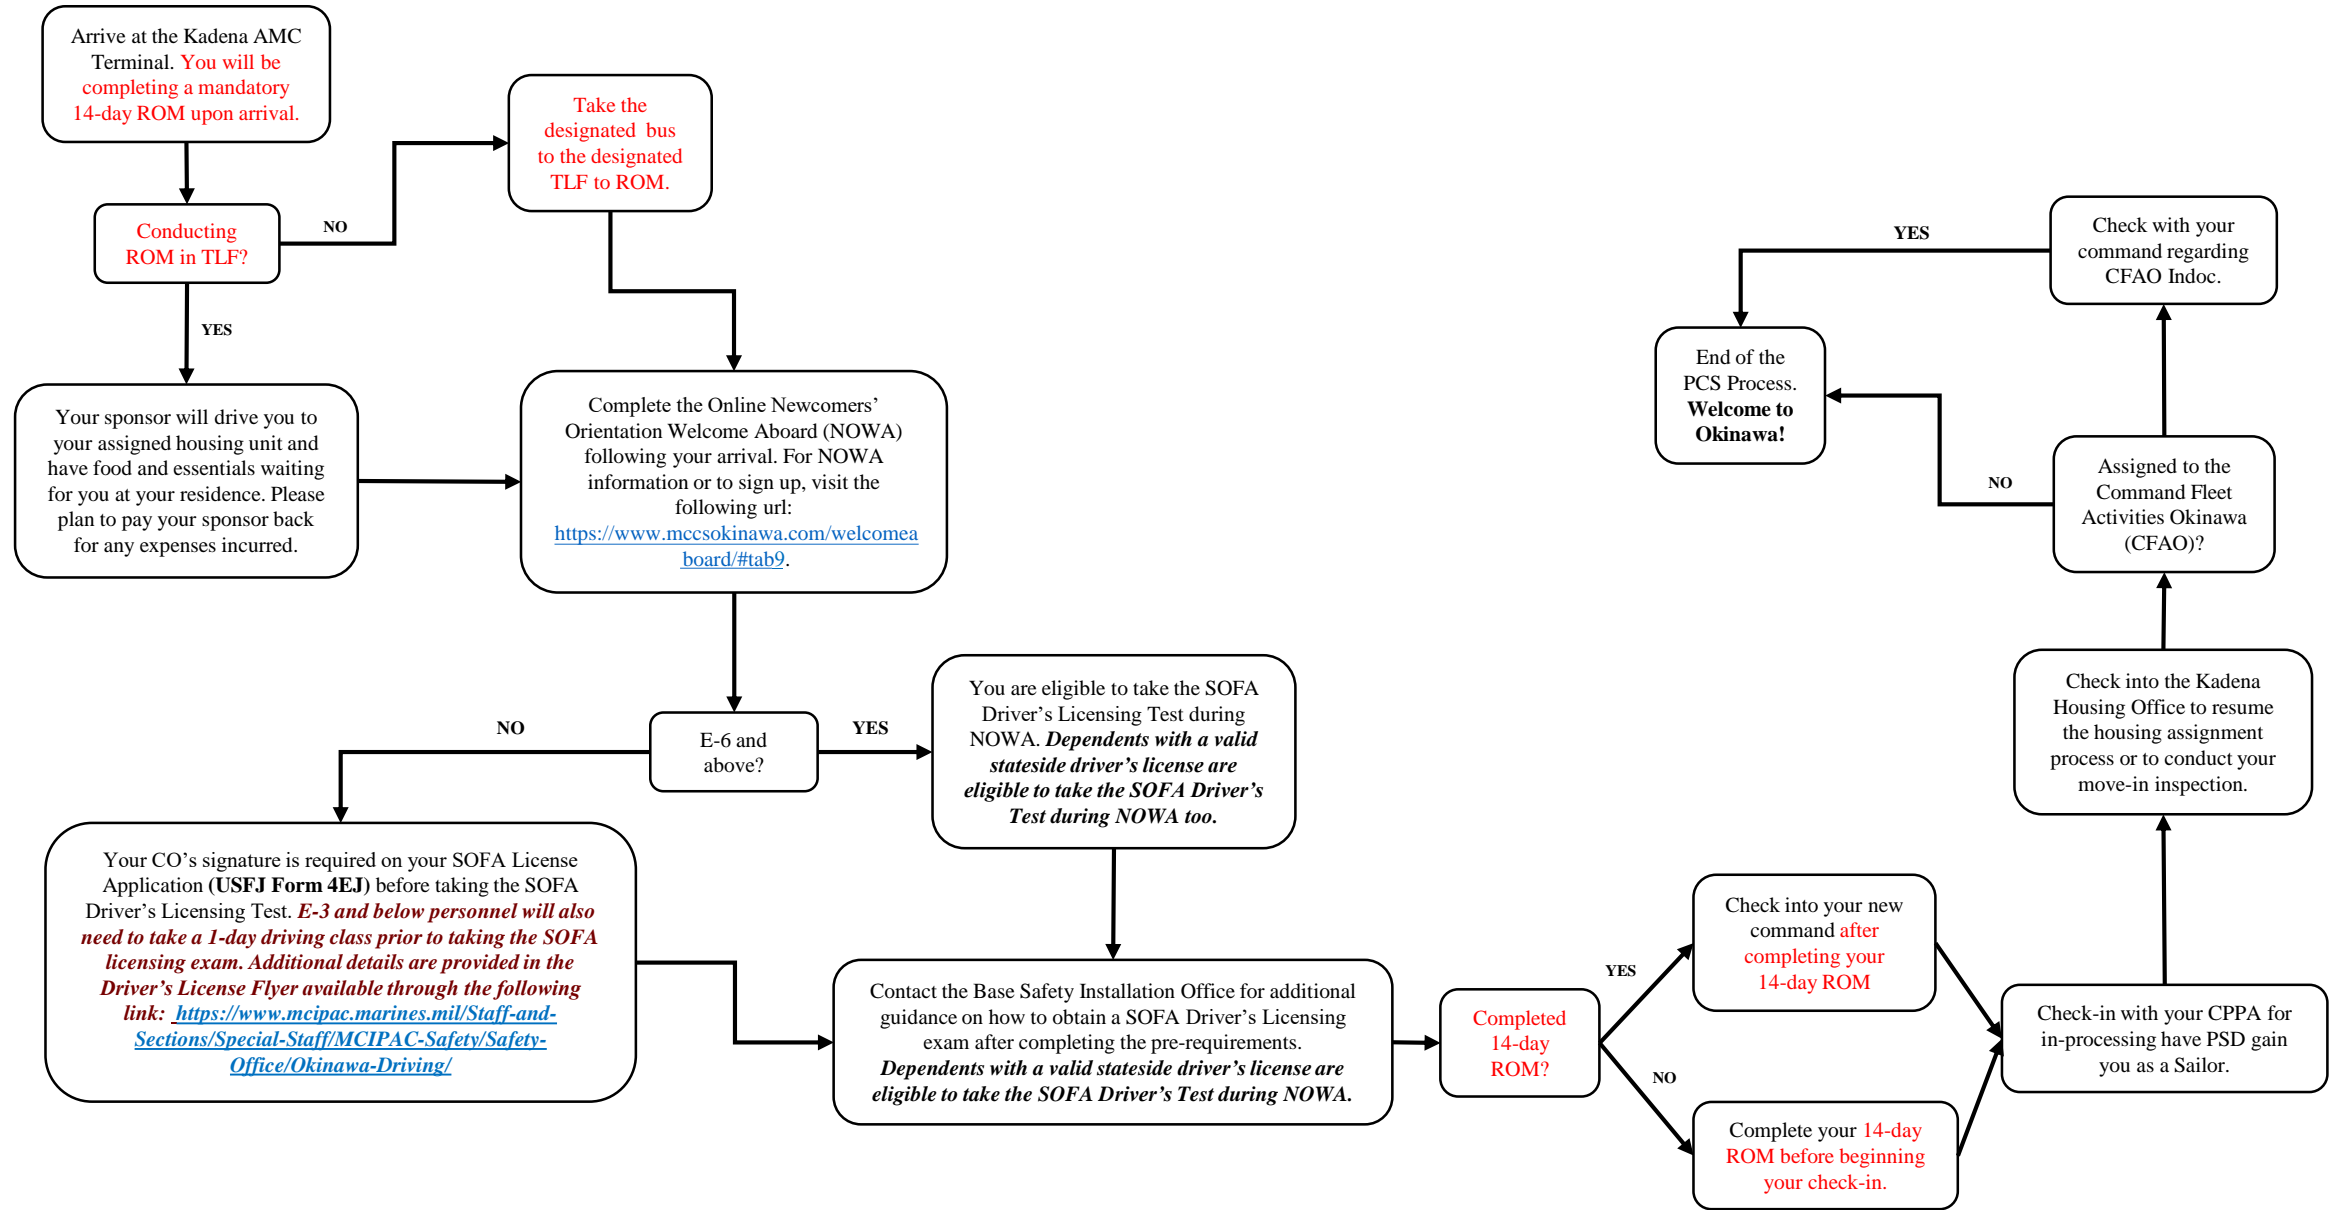 Arrive at the Kadena AMC
Terminal. You will be
completing a mandatory
14-day ROM upon arrival.
Take the
designated bus
to the designated
TLF to ROM.
Conducting
ROM in TLF?
NO
YES
Your sponsor will drive you to
your assigned housing unit and
have food and essentials waiting
for you at your residence. Please
plan to pay your sponsor back
for any expenses incurred.
Complete the Online Newcomers’
Orientation Welcome Aboard (NOWA)
following your arrival. For NOWA
information or to sign up, visit the
following url:
https://www.mccsokinawa.com/welcomea
board/#tab9.
E-6 and
above?
NO
YES
You are eligible to take the SOFA
Driver’s Licensing Test during
NOWA. Dependents with a valid
stateside driver’s license are
eligible to take the SOFA Driver’s
Test during NOWA too.
Your CO’s signature is required on your SOFA License
Application (USFJ Form 4EJ) before taking the SOFA
Driver’s Licensing Test. E-3 and below personnel will also
need to take a 1-day driving class prior to taking the SOFA
licensing exam. Additional details are provided in the
Driver’s License Flyer available through the following
link: https://www.mcipac.marines.mil/Staff-and-
Sections/Special-Staff/MCIPAC-Safety/Safety-
Office/Okinawa-Driving/
Contact the Base Safety Installation Office for additional
guidance on how to obtain a SOFA Driver’s Licensing
exam after completing the pre-requirements.
Dependents with a valid stateside driver’s license are
eligible to take the SOFA Driver’s Test during NOWA.
Completed
14-day
ROM?
YES
NO
Check into your new
command after
completing your
14-day ROM
Complete your 14-day
ROM before beginning
your check-in.
Check-in with your CPPA for
in-processing have PSD gain
you as a Sailor.
Check into the Kadena
Housing Office to resume
the housing assignment
process or to conduct your
move-in inspection.
Assigned to the
Command Fleet
Activities Okinawa
(CFAO)?
NO
Check with your
command regarding
CFAO Indoc.
YES
End of the
PCS Process.
Welcome to
Okinawa!